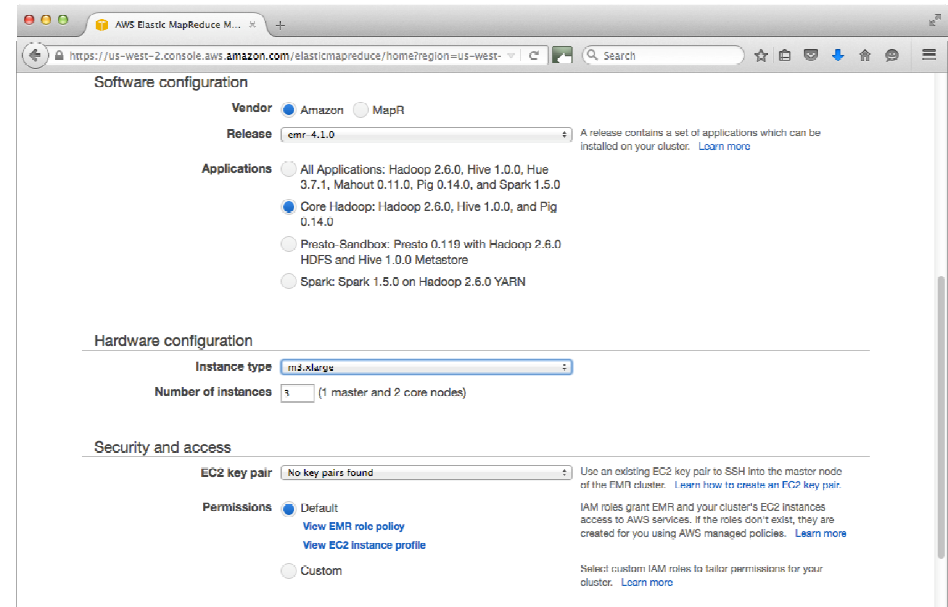 AWS Elastic MapReduce M...
https://us-west-2.console.aws.amazon.com/elasticmapreduce/home?region=us-west-
Search
Software configuration
Vendor Amazon MapR
Release emr-4.1.0 A release contains a set of applications which can be
installed on your cluster. Learn more
Applications All Applications: Hadoop 2.6.0, Hive 1.0.0, Hue
3.7.1, Mahout 0.11.0, Pig 0.14.0, and Spark 1.5.0
Core Hadoop: Hadoop 2.6.0, Hive 1.0.0, and Pig
0.14.0
Presto-Sandbox: Presto 0.119 with Hadoop 2.6.0
HDFS and Hive 1.0.0 Metastore
Spark: Spark 1.5.0 on Hadoop 2.6.0 YARN
Hardware configuration
Instance type m3.xlarge
Number of instances 3 (1 master and 2 core nodes)
Security and access
EC2 key pair No key pairs found Use an existing EC2 key pair to SSH into the master node
of the EMR cluster. Learn how to create an EC2 key pair.
Permissions Default IAM roles grant EMR and your cluster's EC2 instances
View EMR role policy access to AWS services. If the roles don't exist, they are
created for you using AWS managed policies. Learn more
View EC2 instance profile
Custom Select custom IAM roles to tailor permissions for your
cluster. Learn more